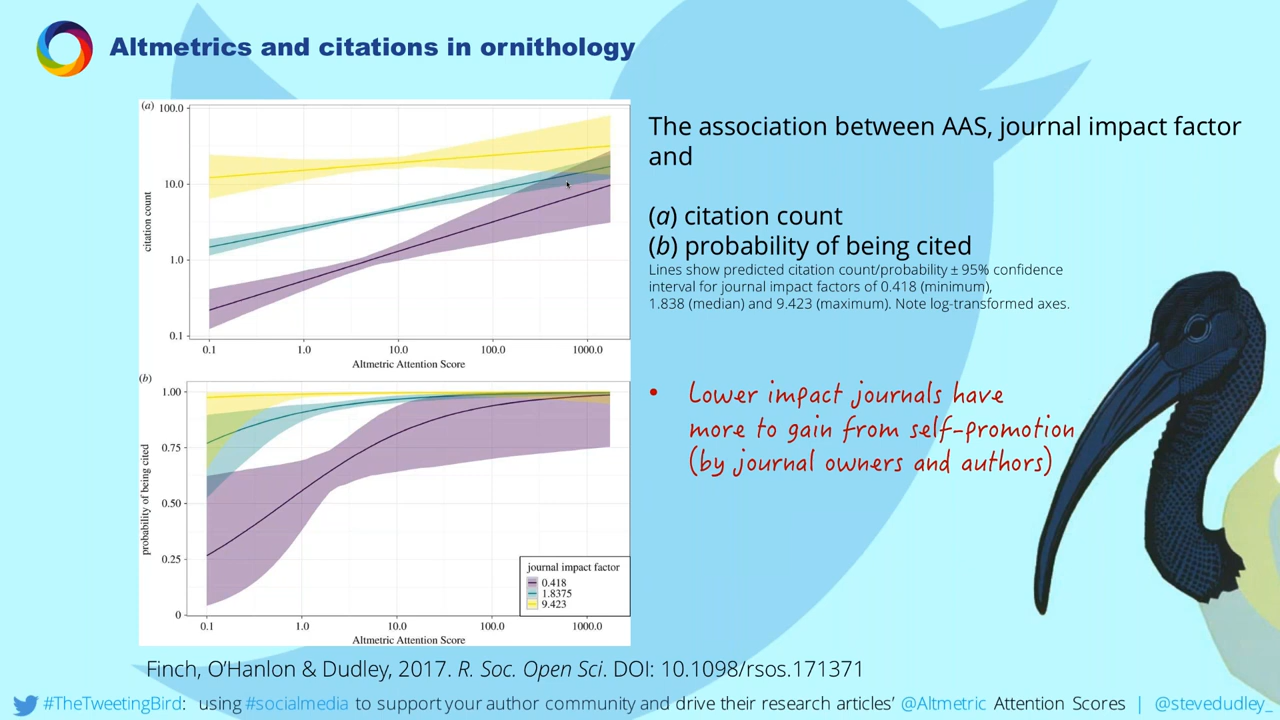 Altmetrics and citations in ornithology
(a)
100.0
10.0
1.0
0.1
citation count
0.1 1.0 10.0 100.0 1000.0
Altmetric Attention Score
(b)
1.00
0.75
0.50
0.25
0
probability of being cited
journal impact factor
0.418
1.8375
9.423
0.1 1.0 10.0 100.0 1000.0
Altmetric Attention Score
The association between AAS, journal impact factor
and
(a) citation count
(b) probability of being cited
Lines show predicted citation count/probability ± 95% confidence
interval for journal impact factors of 0.418 (minimum),
1.838 (median) and 9.423 (maximum). Note log-transformed axes.
• Lower impact journals have
more to gain from self-promotion
(by journal owners and authors)
Finch, O'Hanlon & Dudley, 2017. R. Soc. Open Sci. DOI: 10.1098/rsos.171371
#TheTweetingBird: using #socialmedia to support your author community and drive their research articles' @Altmetric Attention Scores | @stevedudley_